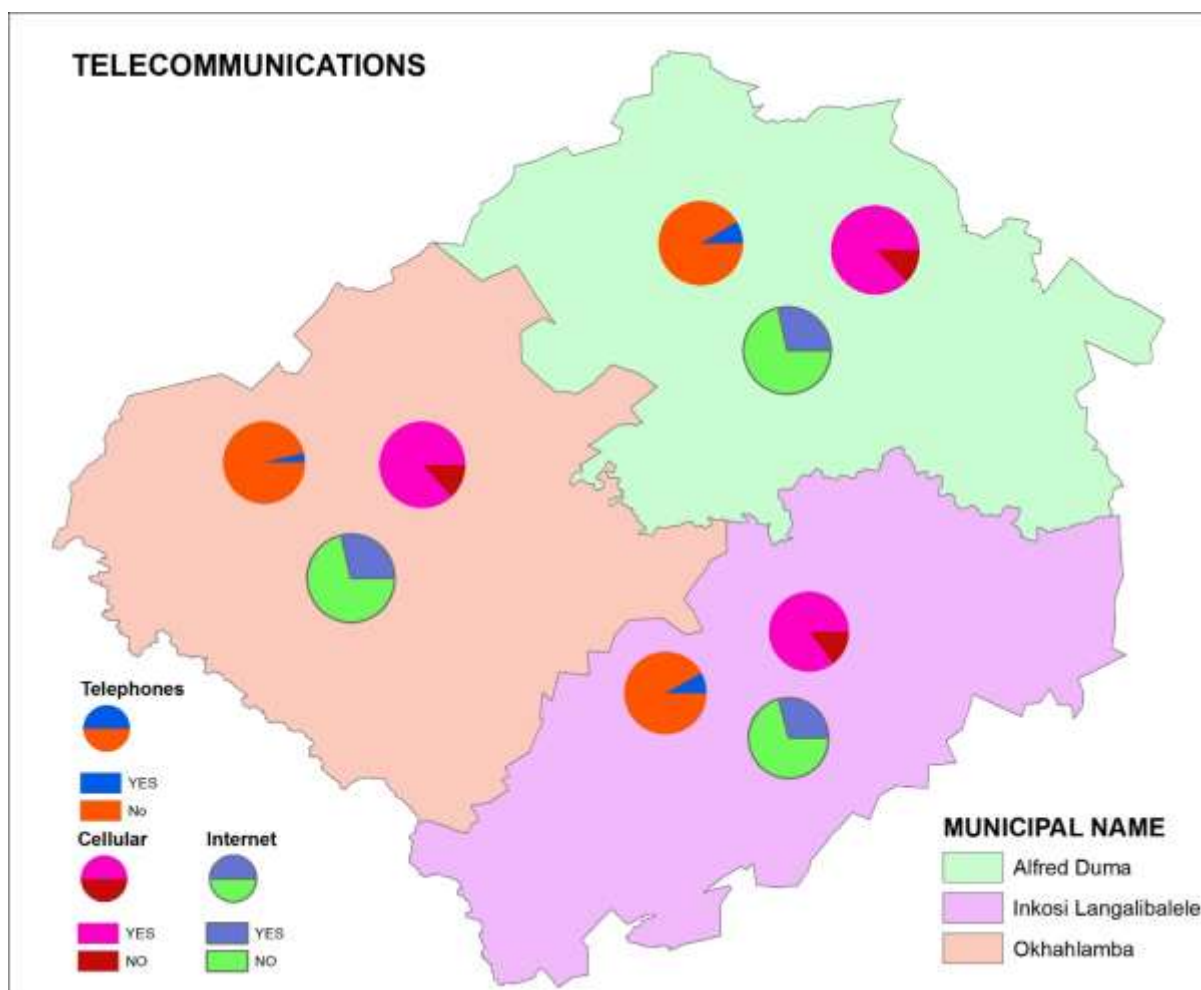 TELECOMMUNICATIONS
Telephones
YES
No
Cellular
YES
NO
Internet
YES
NO
MUNICIPAL NAME
Alfred Duma
Inkosi Langalibalele
Okhahlamba